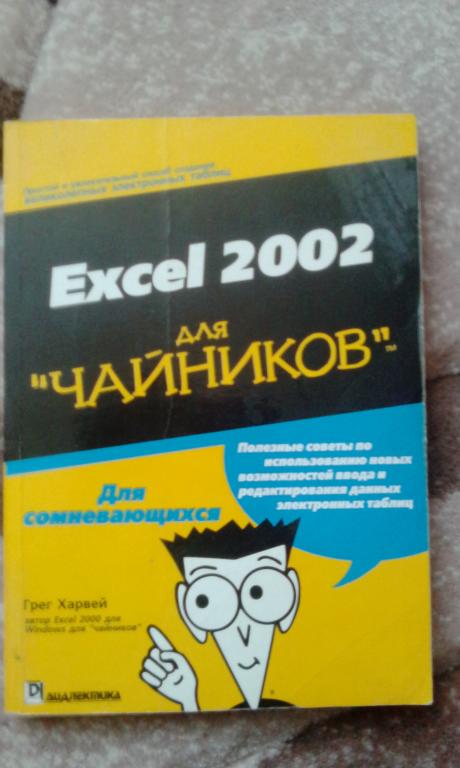 Простой и увлекательный способ создания
великолепных электронных таблиц
Excel 2002
для
"ЧАЙНИКОВ"™
Полезные советы по
использованию новых
возможностей ввода и
редактирования данных
электронных таблиц
Для
сомневающихся
Грег Харвей
автор Excel 2000 для
Windows для "чайников"
ДИАЛЕКТИКА